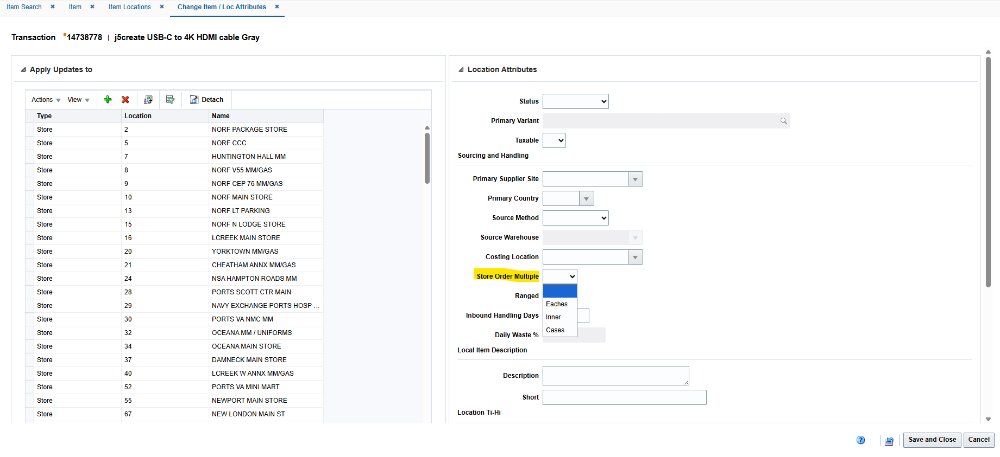 Item Search
Item
Item Locations
Change Item / Loc Attributes
Transaction 14738778 | j5create USB-C to 4K HDMI cable Gray
Apply Updates to
Actions View Detach
Type Location Name
Store 2 NORF PACKAGE STORE
Store 5 NORF CCC
Store 7 HUNTINGTON HALL MM
Store 8 NORF V55 MM/GAS
Store 9 NORF CEP 76 MM/GAS
Store 10 NORF MAIN STORE
Store 13 NORF LT PARKING
Store 15 NORF N LODGE STORE
Store 16 LCREEK MAIN STORE
Store 20 YORKTOWN MM/GAS
Store 21 CHEATHAM ANNX MM/GAS
Store 24 NSA HAMPTON ROADS MM
Store 28 PORTS SCOTT CTR MAIN
Store 29 NAVY EXCHANGE PORTS HOSP ...
Store 30 PORTS VA NMC MM
Store 32 OCEANA MM / UNIFORMS
Store 34 OCEANA MAIN STORE
Store 37 DAMNECK MAIN STORE
Store 40 LCREEK W ANNX MM/GAS
Store 52 PORTS VA MINI MART
Store 55 NEWPORT MAIN STORE
Store 67 NEW LONDON MAIN ST
Location Attributes
Status
Primary Variant
Taxable
Sourcing and Handling
Primary Supplier Site
Primary Country
Source Method
Source Warehouse
Costing Location
Store Order Multiple
Ranged
Eaches
Inbound Handling Days
Inner
Cases
Daily Waste %
Local Item Description
Description
Short
Location Ti-Hi
Save and Close
Cancel